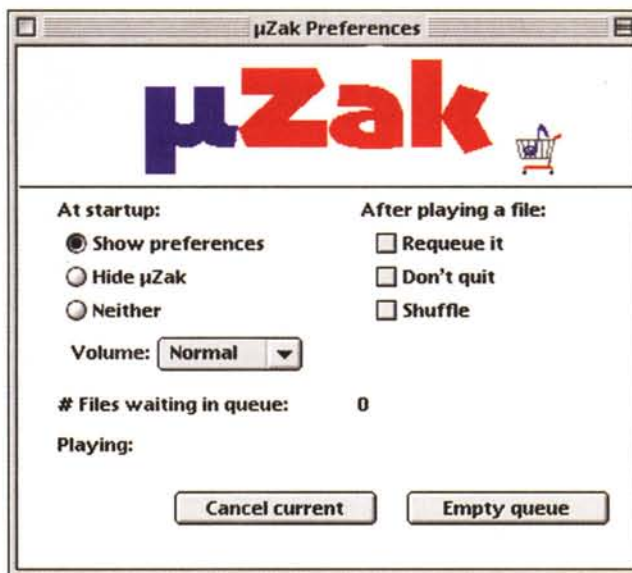 µZak Preferences
µZak
At startup:
Show preferences
Hide µZak
Neither
After playing a file:
Requeue it
Don't quit
Shuffle
Volume: Normal
# Files waiting in queue: 0
Playing:
Cancel current
Empty queue